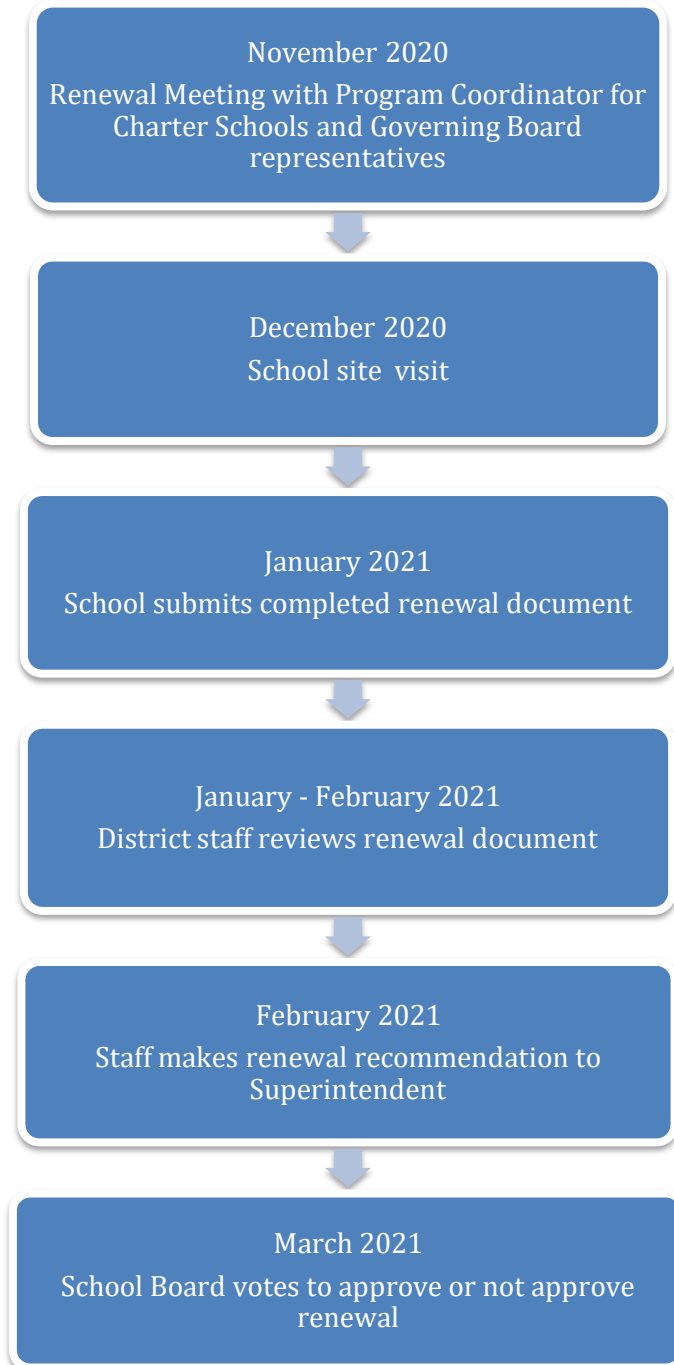 November 2020
Renewal Meeting with Program Coordinator for
Charter Schools and Governing Board
representatives
December 2020
School site  visit
January 2021
School submits completed renewal document
January - February 2021
District staff reviews renewal document
February 2021
Staff makes renewal recommendation to
Superintendent
March 2021
School Board votes to approve or not approve
renewal